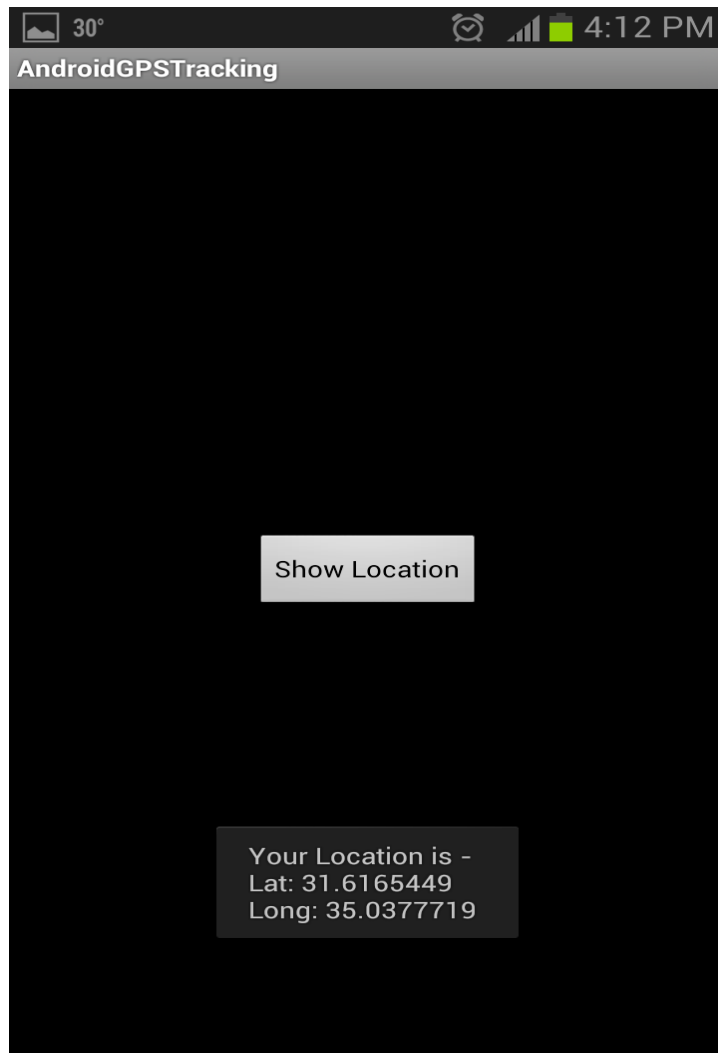 30° 4:12 PM
AndroidGPSTracking
Show Location
Your Location is -
Lat: 31.6165449
Long: 35.0377719